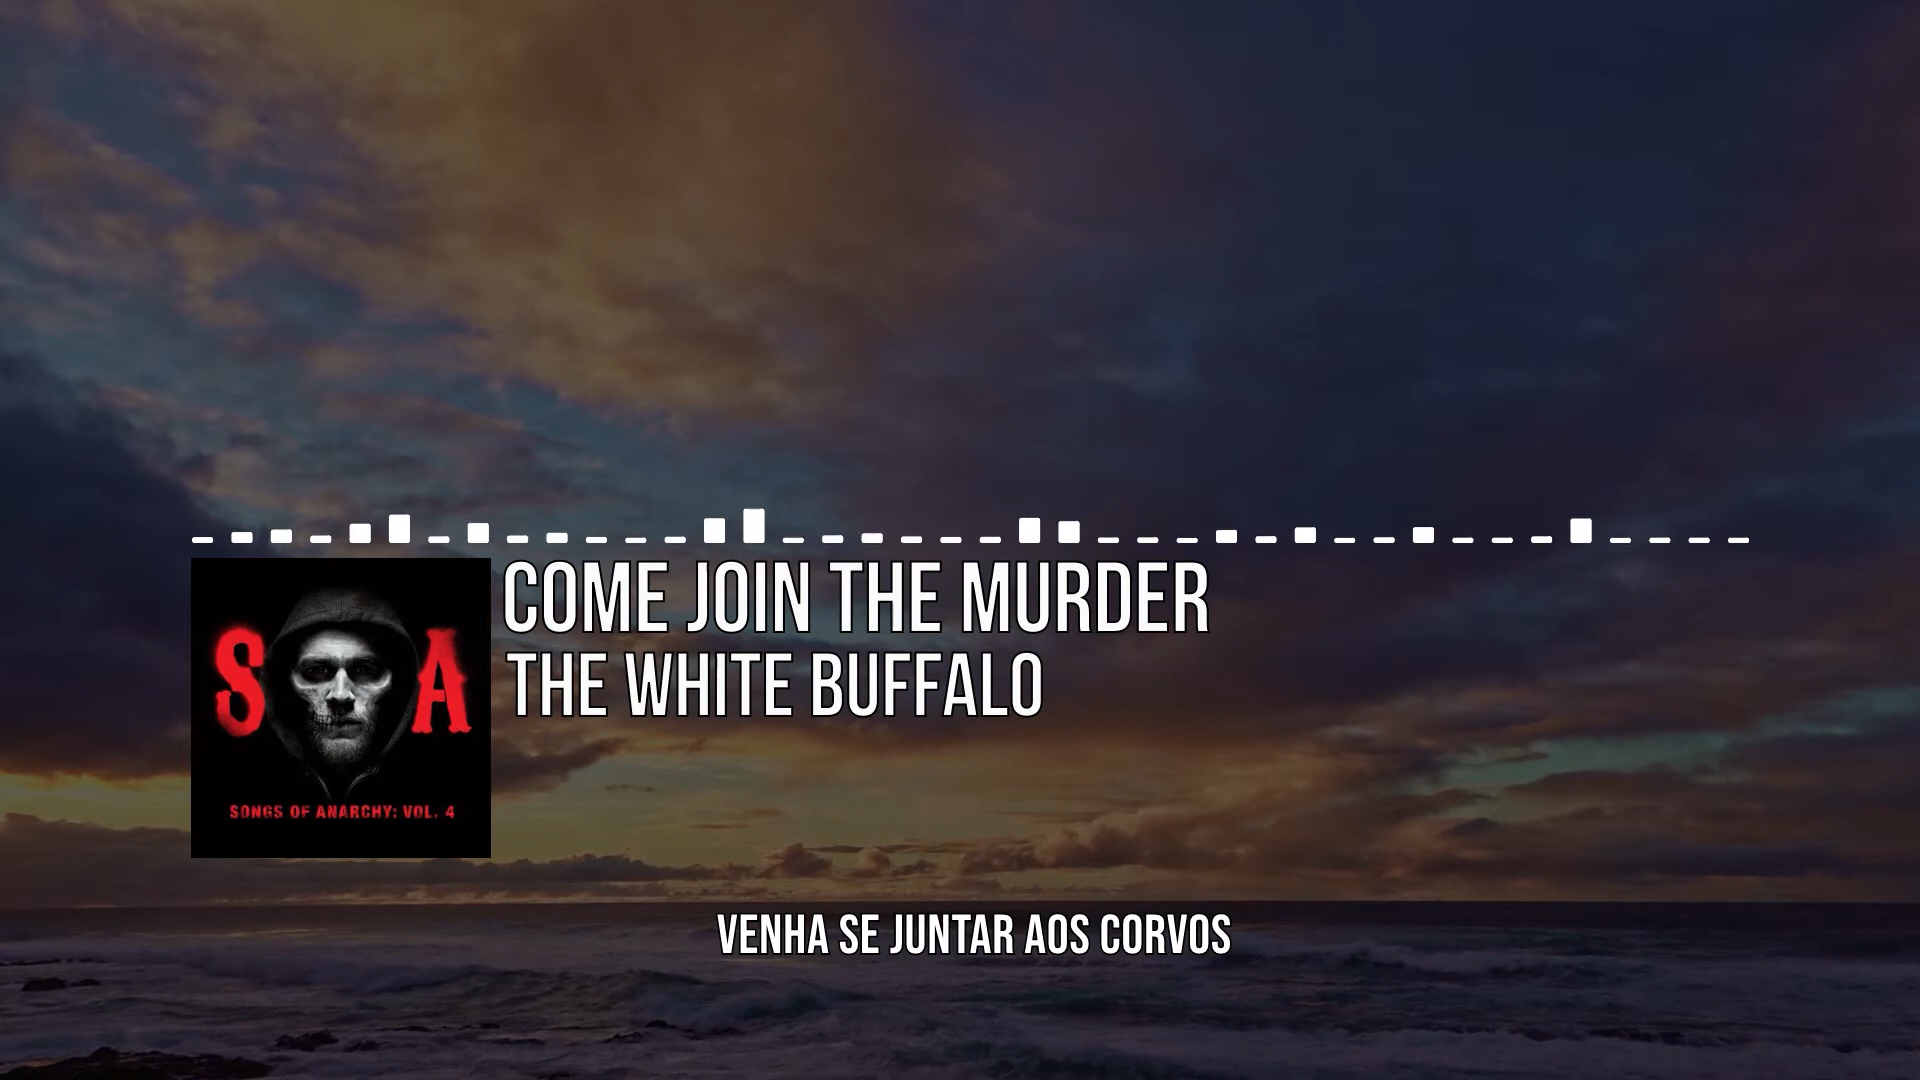 COME JOIN THE MURDER
THE WHITE BUFFALO
S A
SONGS OF ANARCHY: VOL. 4
VENHA SE JUNTAR AOS CORVOS